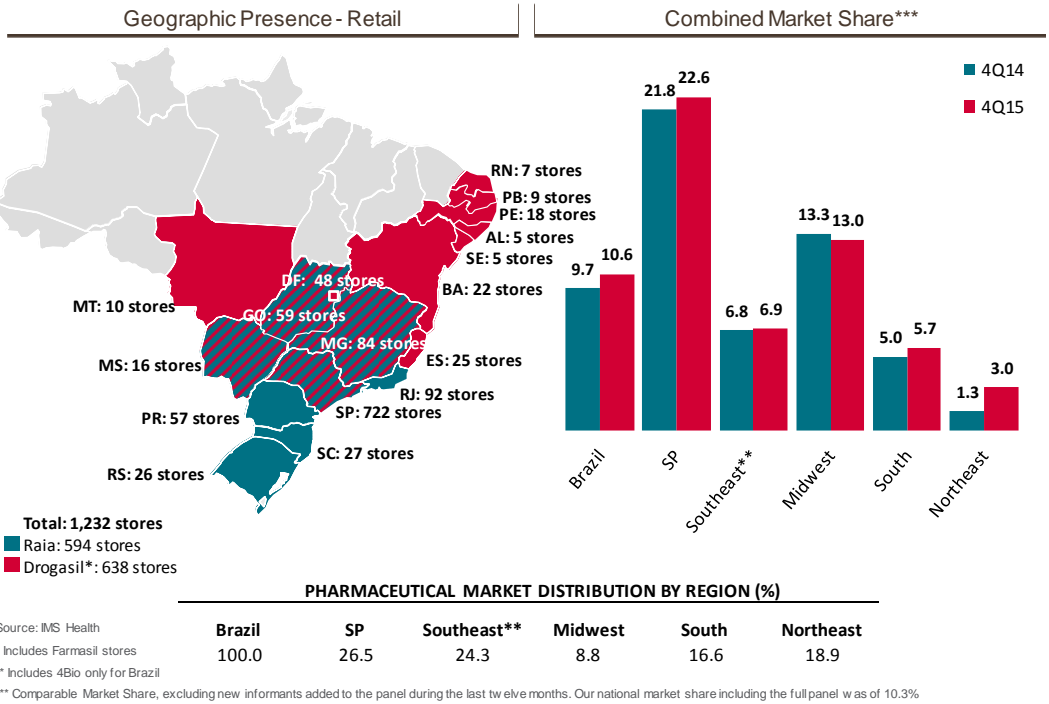 Geographic Presence - Retail
Combined Market Share***
4Q14
4Q15
RN: 7 stores
PB: 9 stores
PE: 18 stores
AL: 5 stores
SE: 5 stores
BA: 22 stores
DF: 48 stores
MT: 10 stores
GO: 59 stores
MG: 84 stores
MS: 16 stores
ES: 25 stores
RJ: 92 stores
SP: 722 stores
PR: 57 stores
SC: 27 stores
RS: 26 stores
Total: 1,232 stores
Raia: 594 stores
Drogasil*: 638 stores
9.7 10.6
21.8 22.6
6.8 6.9
13.3 13.0
5.0 5.7
1.3 3.0
Brazil
SP
Southeast**
Midwest
South
Northeast
PHARMACEUTICAL MARKET DISTRIBUTION BY REGION (%)
Brazil SP Southeast** Midwest South Northeast
100.0 26.5 24.3 8.8 16.6 18.9
Source: IMS Health
Includes Farmasil stores
* Includes 4Bio only for Brazil
** Comparable Market Share, excluding new informants added to the panel during the last twelve months. Our national market share including the full panel was of 10.3%